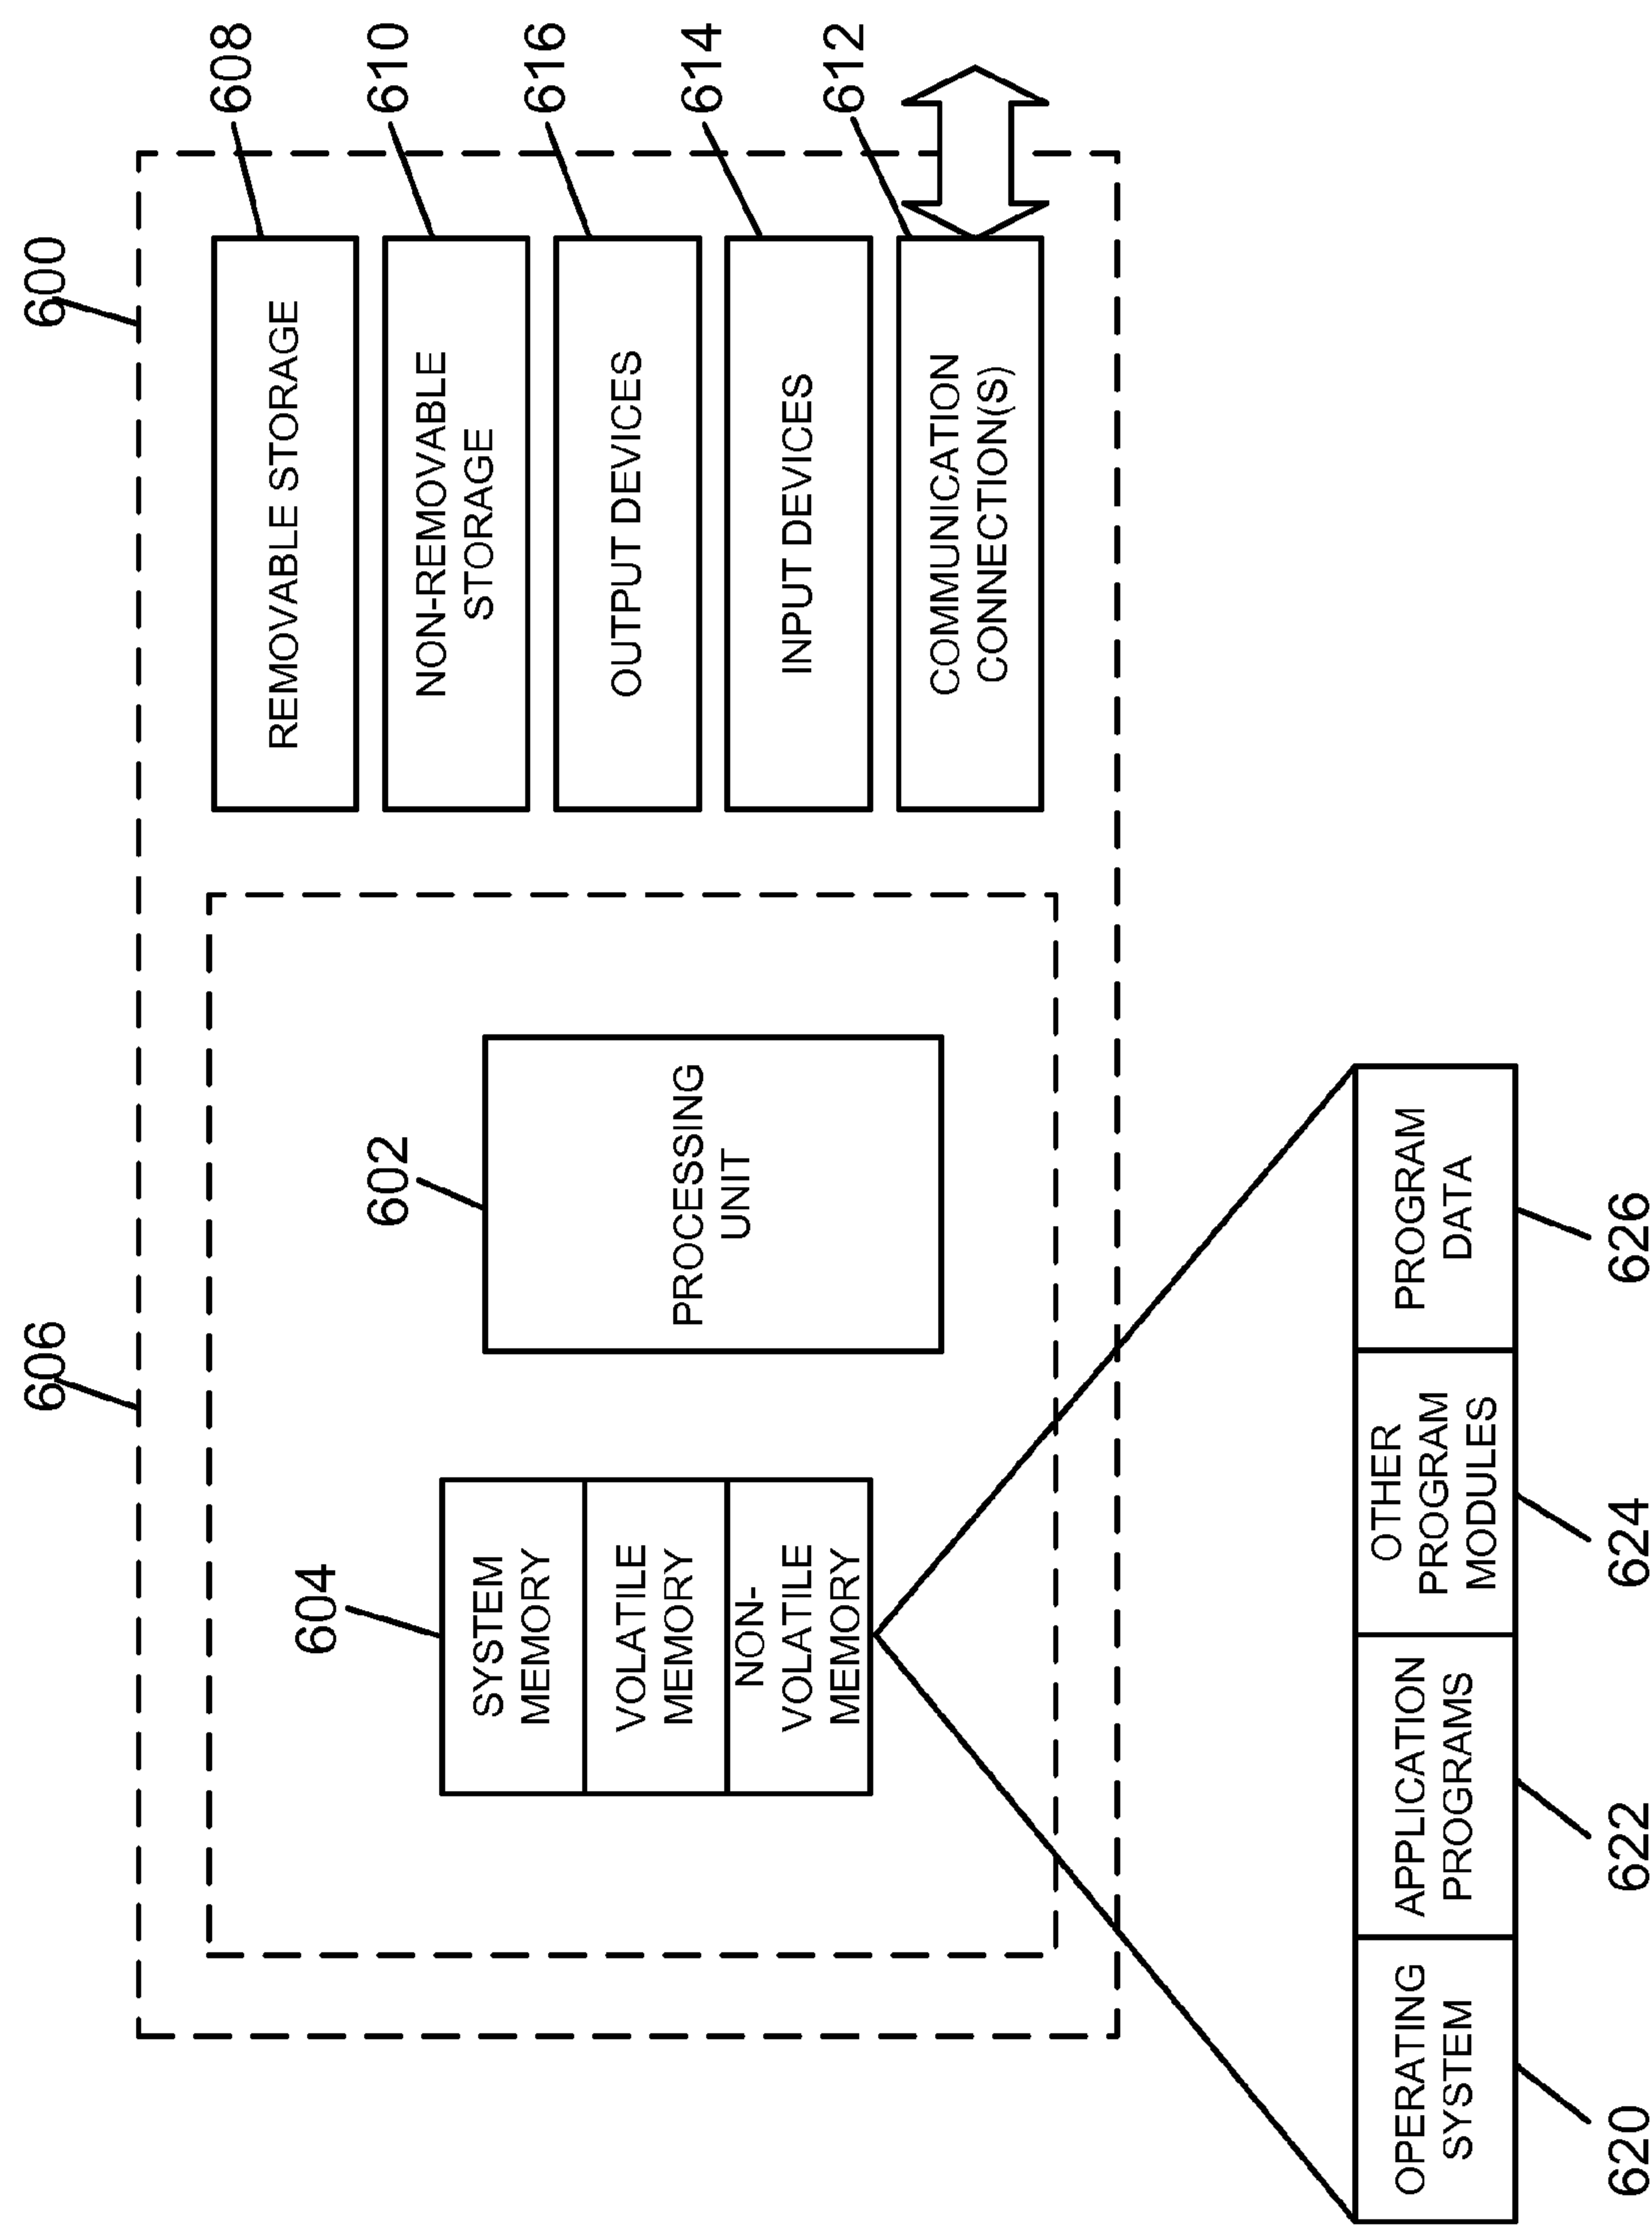 606
600
604
SYSTEM
MEMORY
VOLATILE
MEMORY
NON-
VOLATILE
MEMORY
602
PROCESSING
UNIT
REMOVABLE STORAGE
608
NON-REMOVABLE
STORAGE
610
OUTPUT DEVICES
616
INPUT DEVICES
614
COMMUNICATION
CONNECTION(S)
612
OPERATING
SYSTEM
APPLICATION
PROGRAMS
OTHER
PROGRAM
MODULES
PROGRAM
DATA
620
622
624
626